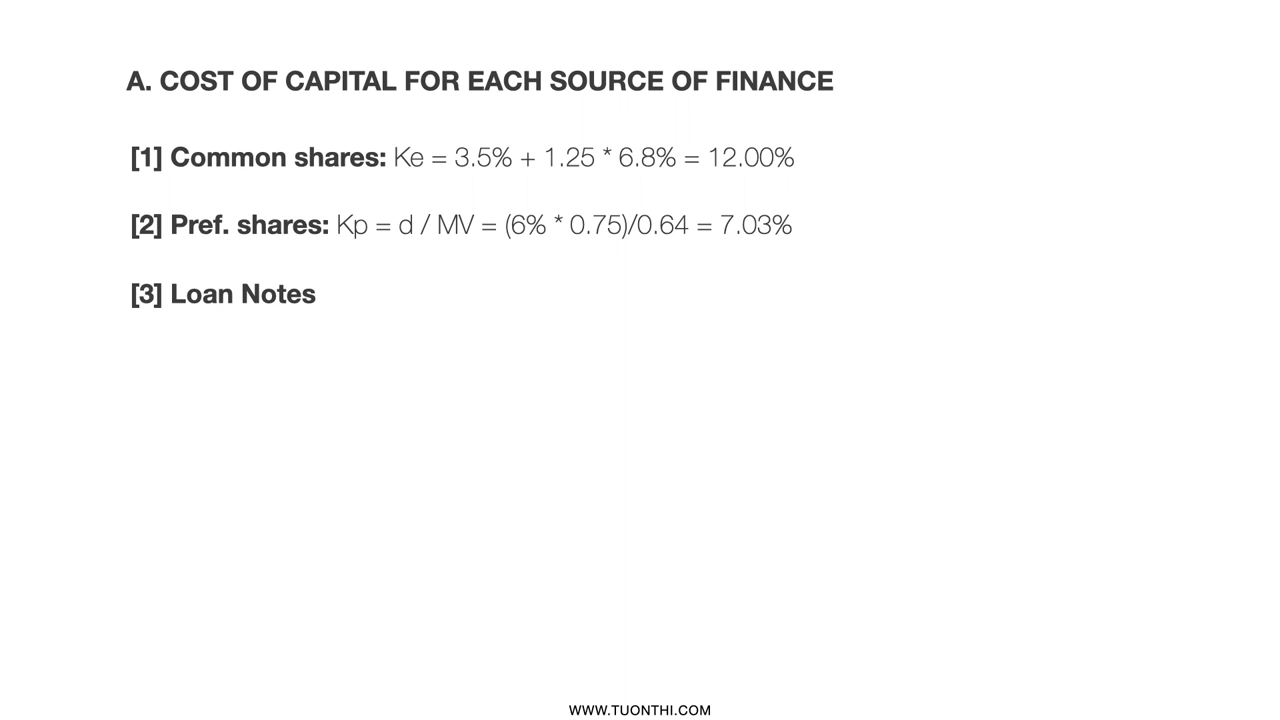 A. COST OF CAPITAL FOR EACH SOURCE OF FINANCE
[1] Common shares: Ke = 3.5% + 1.25 * 6.8% = 12.00%
[2] Pref. shares: Kp = d / MV = (6% * 0.75)/0.64 = 7.03%
[3] Loan Notes
WWW.TUONTHI.COM